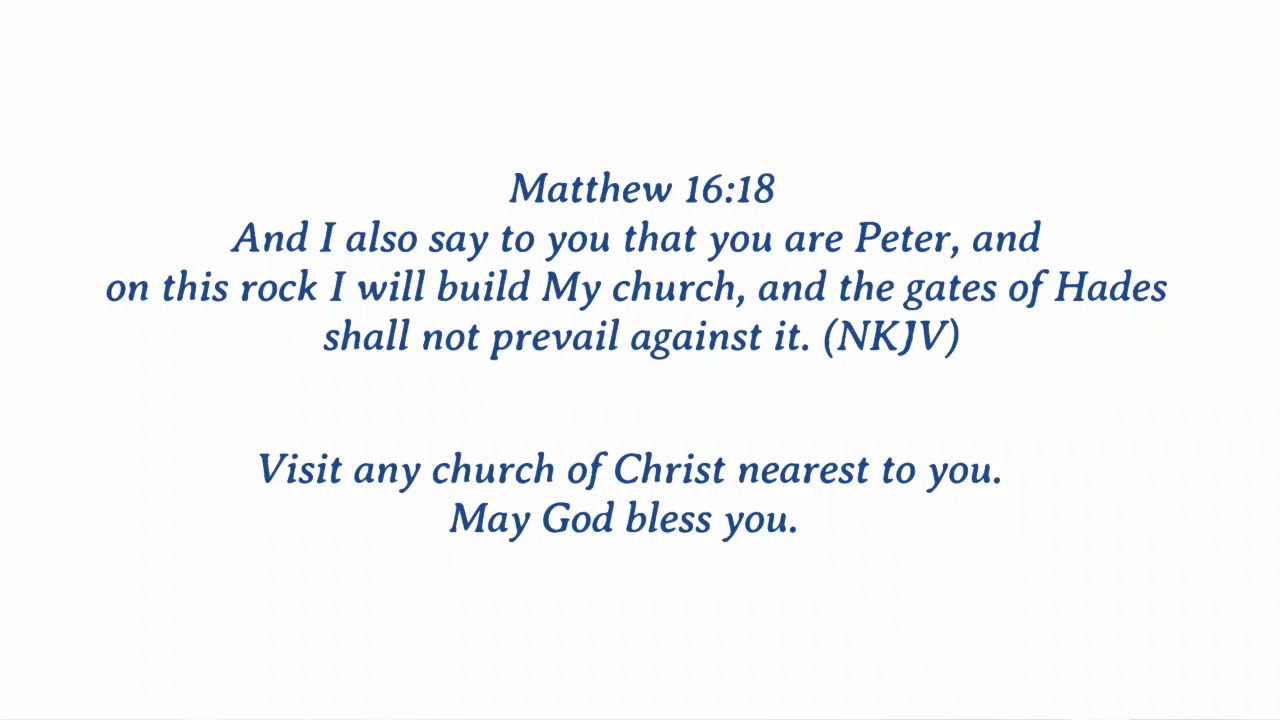 Matthew 16:18
And I also say to you that you are Peter, and
on this rock I will build My church, and the gates of Hades
shall not prevail against it. (NKJV)
Visit any church of Christ nearest to you.
May God bless you.